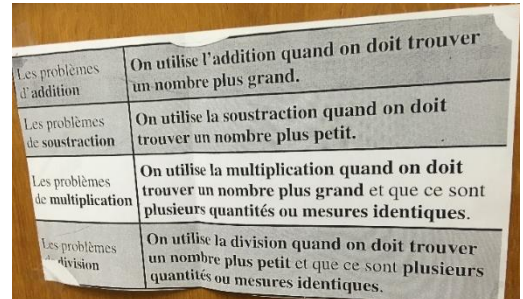 Les problèmes
d'addition
On utilise l'addition quand on doit trouver
un nombre plus grand.
Les problèmes
de soustraction
On utilise la soustraction quand on doit
trouver un nombre plus petit.
Les problèmes
de multiplication
On utilise la multiplication quand on doit
trouver un nombre plus grand et que ce sont
plusieurs quantités ou mesures identiques.
Les problèmes
division
On utilise la division quand on doit trouver
un nombre plus petit et que ce sont plusieurs
quantités ou mesures identiques.